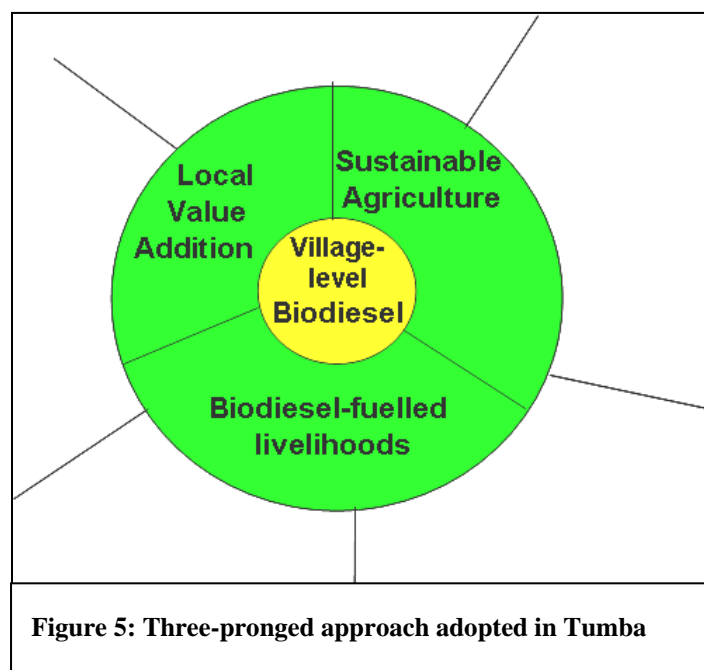 Local
Value
Addition
Sustainable
Agriculture
Village-
level
Biodiesel
Biodiesel-fuelled
livelihoods
Figure 5: Three-pronged approach adopted in Tumba